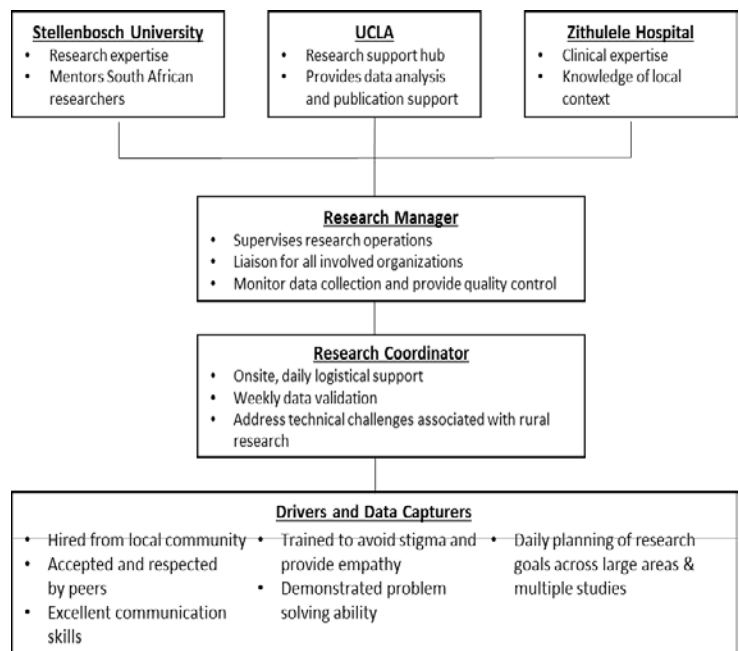 Stellenbosch University
• Research expertise
• Mentors South African
researchers
UCLA
• Research support hub
• Provides data analysis
and publication support
Zithulele Hospital
• Clinical expertise
• Knowledge of local
context
Research Manager
• Supervises research operations
• Liaison for all involved organizations
• Monitor data collection and provide quality control
Research Coordinator
• Onsite, daily logistical support
• Weekly data validation
• Address technical challenges associated with rural
research
Drivers and Data Capturers
• Hired from local community
• Accepted and respected
by peers
• Excellent communication
skills
• Trained to avoid stigma and
provide empathy
• Demonstrated problem
solving ability
• Daily planning of research
goals across large areas &
multiple studies